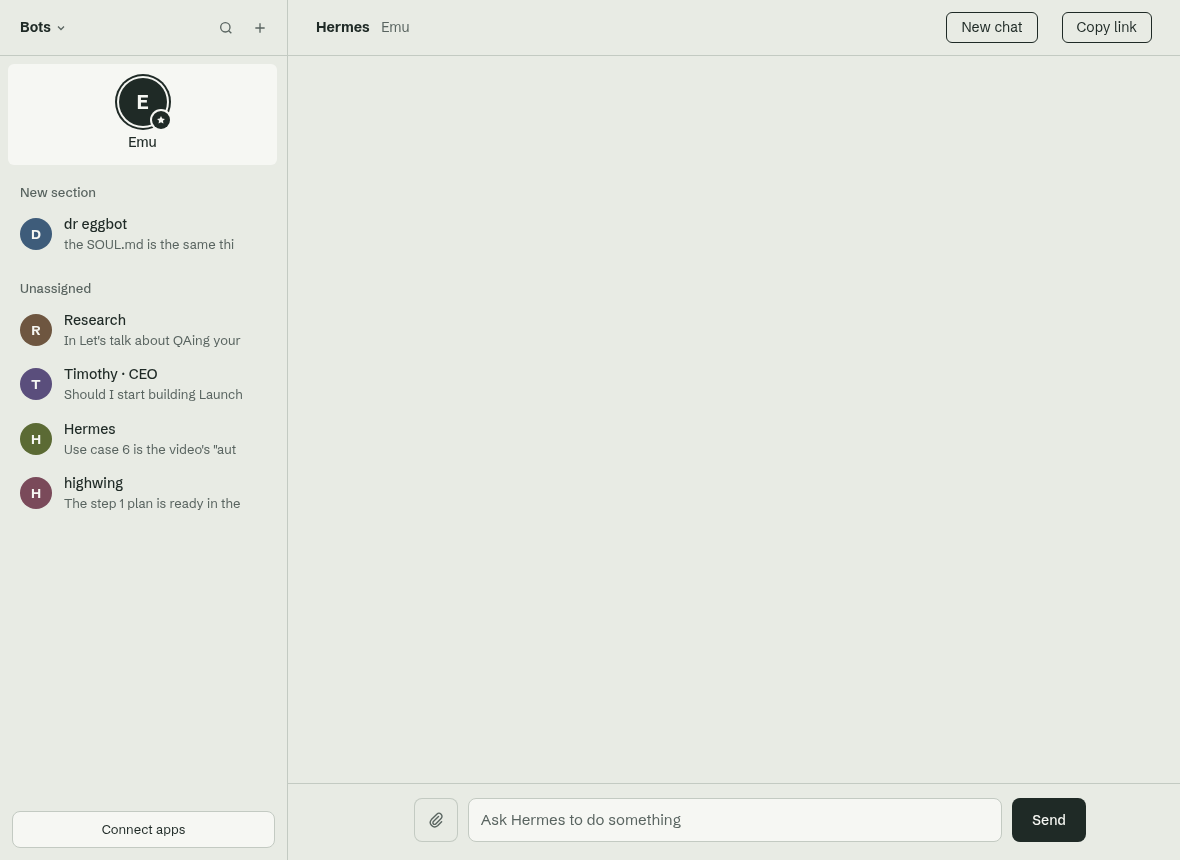 Bots
Hermes Emu
New chat
Copy link
E
Emu
New section
D
dr eggbot
the SOUL.md is the same thi
Unassigned
R
Research
In Let's talk about QAing your
T
Timothy · CEO
Should I start building Launch
H
Hermes
Use case 6 is the video's "aut
H
highwing
The step 1 plan is ready in the
Connect apps
Ask Hermes to do something
Send